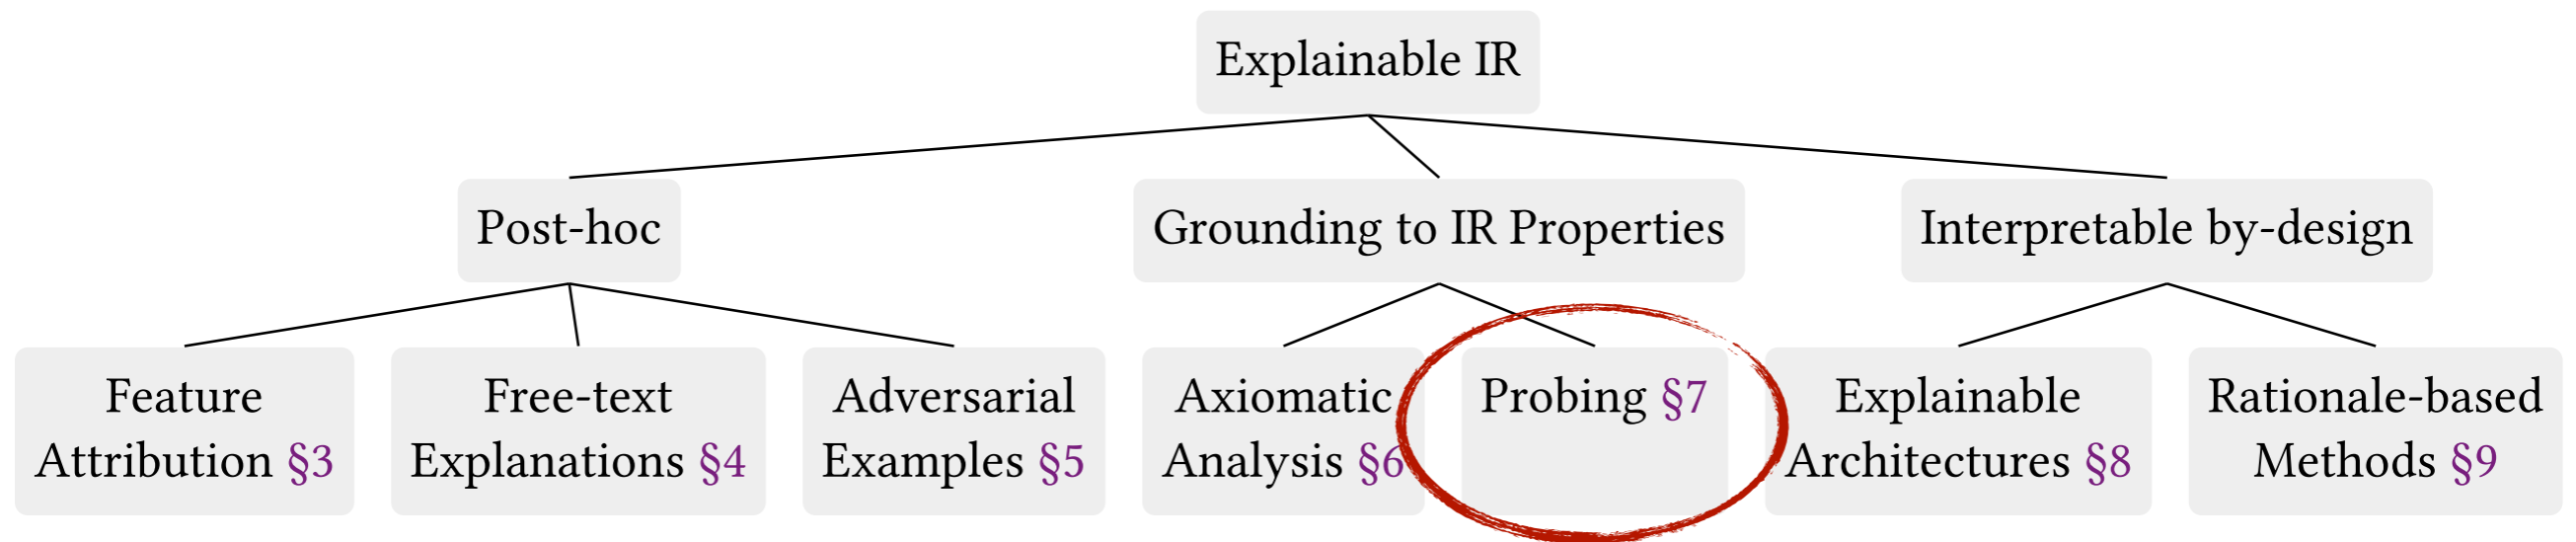 Explainable IR
Post-hoc
Grounding to IR Properties
Interpretable by-design
Feature
Attribution §3
Free-text
Explanations §4
Adversarial
Examples §5
Axiomatic
Analysis §6
Probing §7
Explainable
Architectures §8
Rationale-based
Methods §9